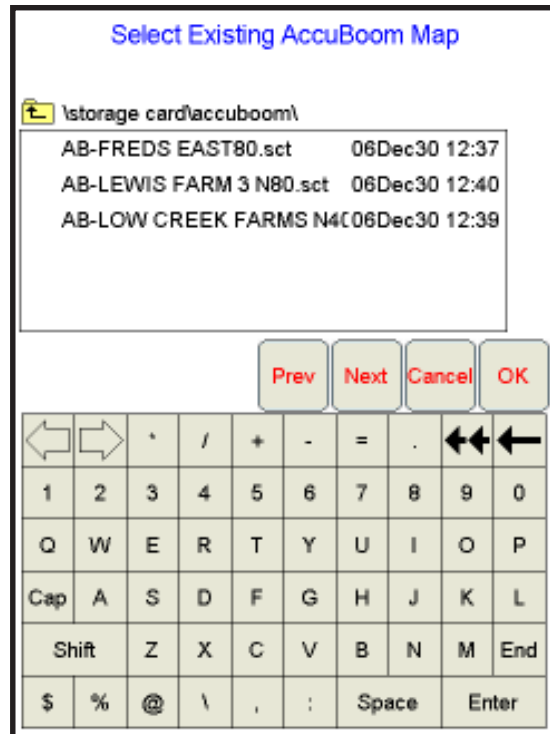 Select Existing AccuBoom Map
\storage card\accuboom\
AB-FREDS EAST80.sct 06Dec30 12:37
AB-LEWIS FARM 3 N80.sct 06Dec30 12:40
AB-LOW CREEK FARMS N4 06Dec30 12:39
Prev Next Cancel OK
* / + - = .
1 2 3 4 5 6 7 8 9 0
Q W E R T Y U I O P
Cap A S D F G H J K L
Shift Z X C V B N M End
$ % @ \ , : Space Enter